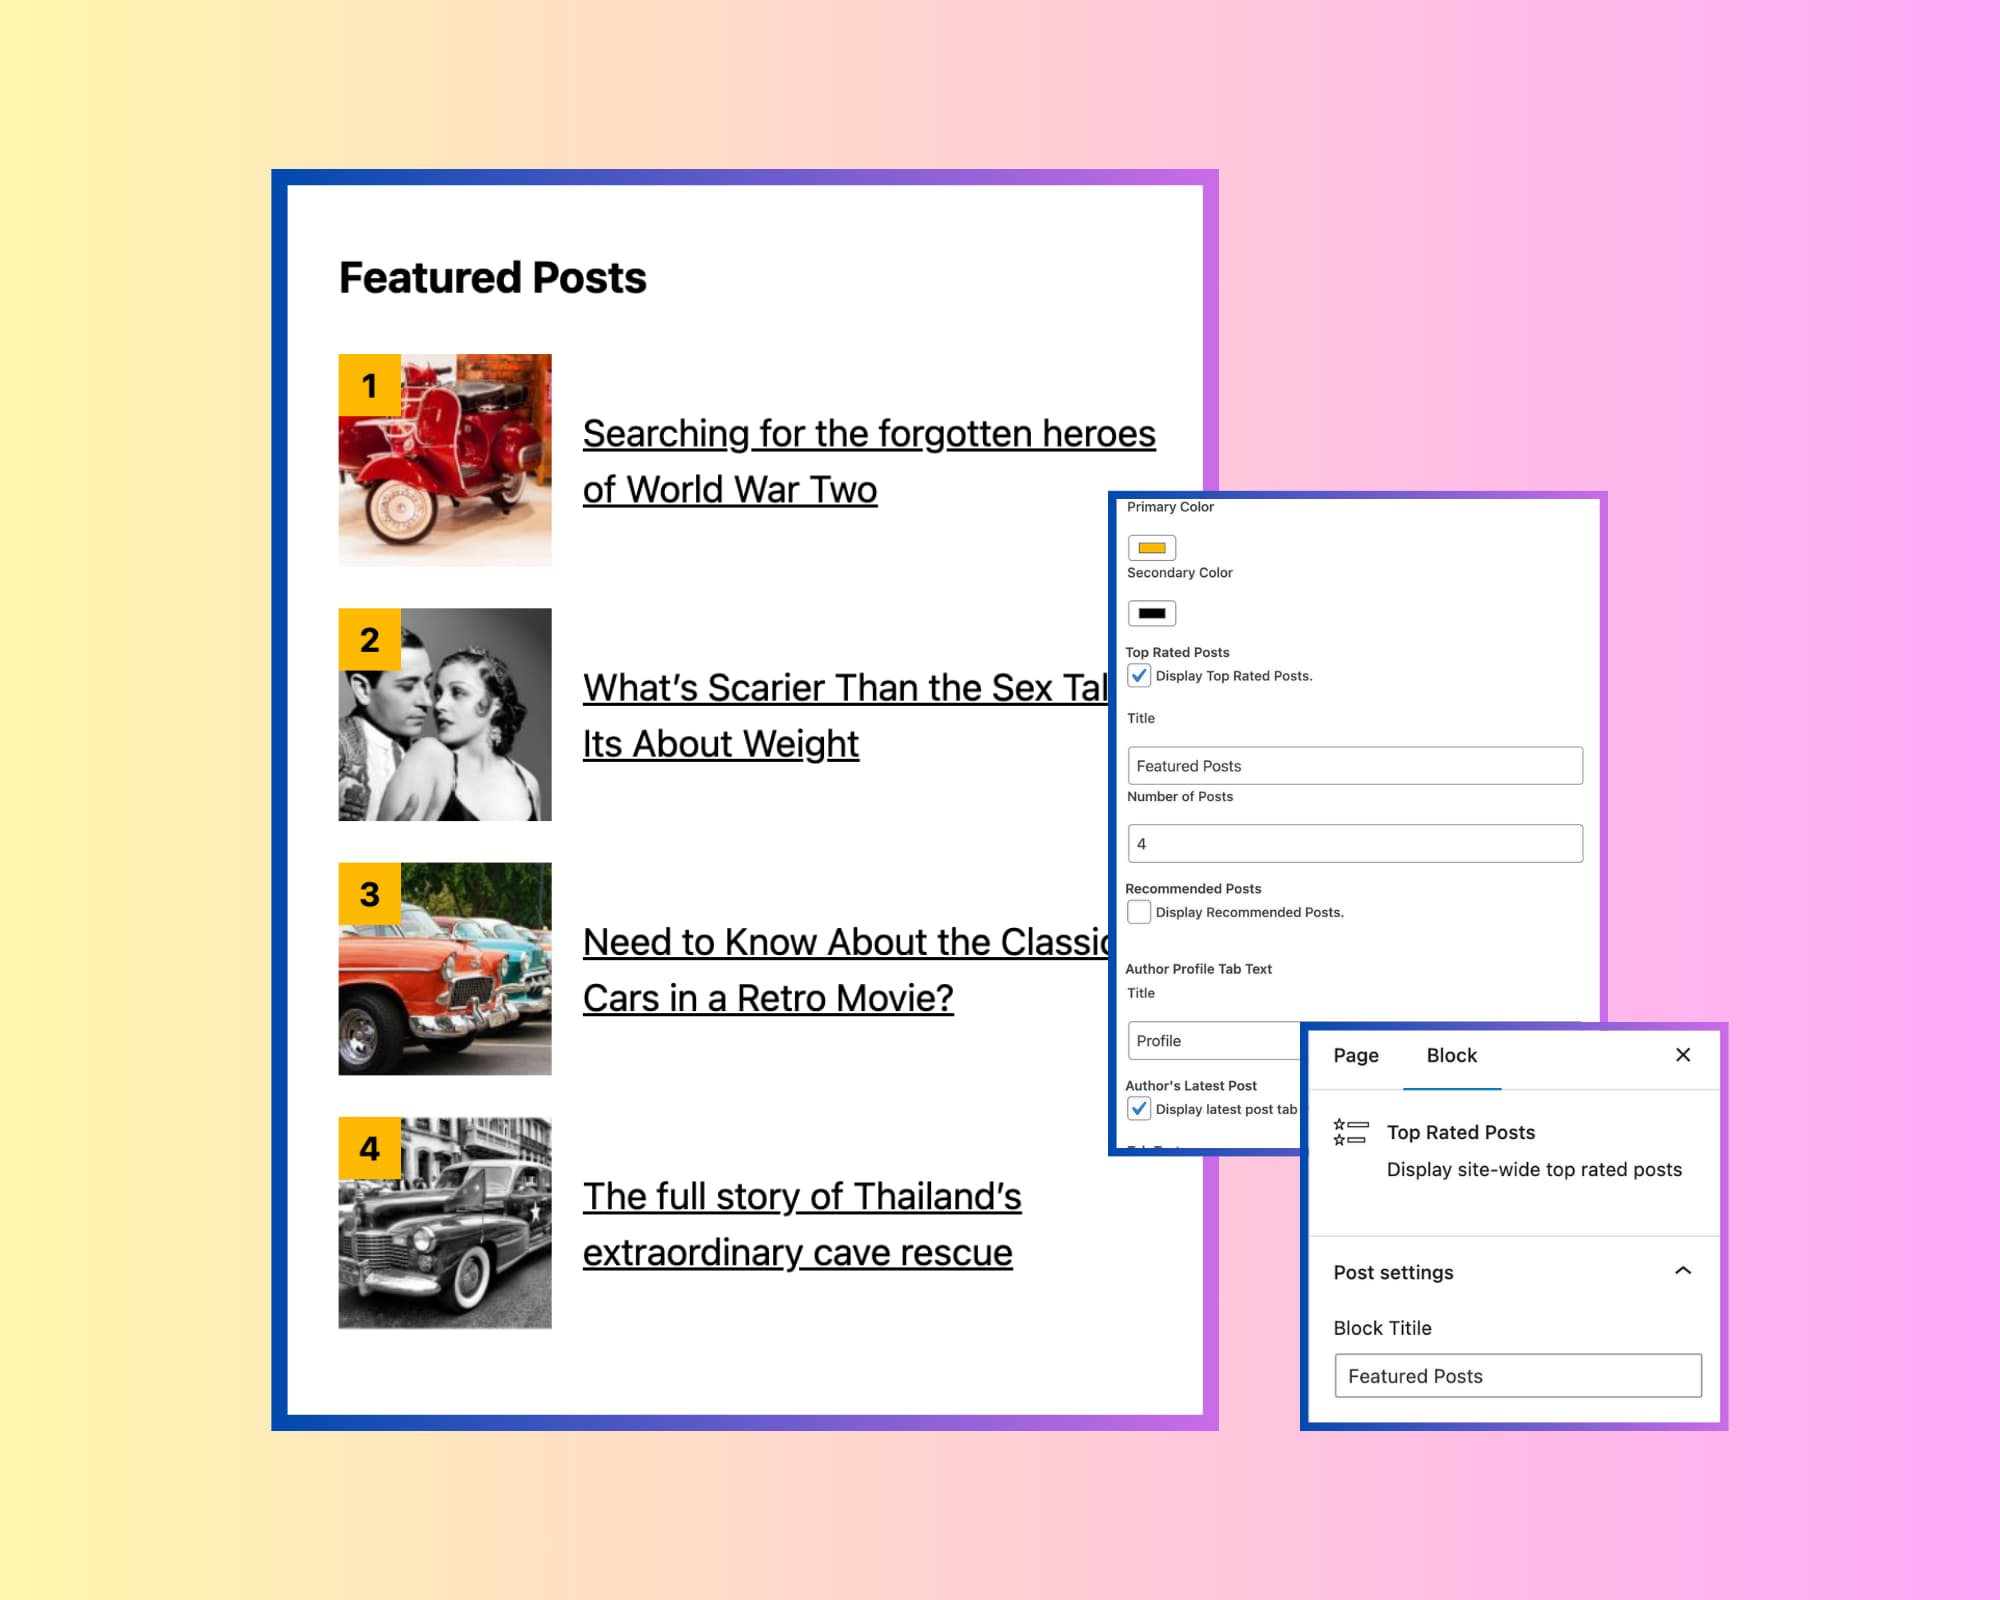 Featured Posts
1
Searching for the forgotten heroes
of World War Two
2
What's Scarier Than the Sex
Its About Weight
3
Need to Know About the Classic
Cars in a Retro Movie?
4
The full story of Thailand's
extraordinary cave rescue
Primary Color
Secondary Color
Top Rated Posts
Display Top Rated Posts.
Title
Featured Posts
Number of Posts
4
Recommended Posts
Display Recommended Posts.
Author Profile Tab Text
Title
Profile
Author's Latest Post
Display latest post tab
Page Block
Top Rated Posts
Display site-wide top rated posts
Post settings
Block Titile
Featured Posts